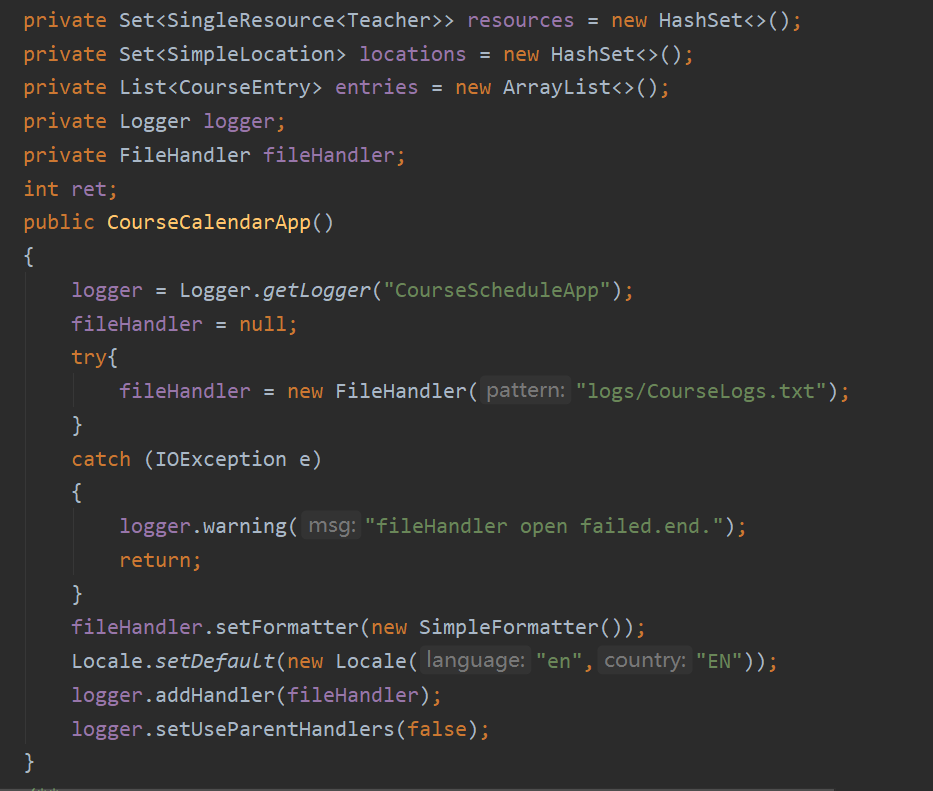 private Set<SingleResource<Teacher>> resources = new HashSet<>();
private Set<SimpleLocation> locations = new HashSet<>();
private List<CourseEntry> entries = new ArrayList<>();
private Logger logger;
private FileHandler fileHandler;
int ret;
public CourseCalendarApp()
{
    logger = Logger.getLogger("CourseScheduleApp");
    fileHandler = null;
    try{
        fileHandler = new FileHandler( pattern: "logs/CourseLogs.txt");
    }
    catch (IOException e)
    {
        logger.warning( msg: "fileHandler open failed.end.");
        return;
    }
    fileHandler.setFormatter(new SimpleFormatter());
    Locale.setDefault(new Locale( language: "en", country: "EN"));
    logger.addHandler(fileHandler);
    logger.setUseParentHandlers(false);
}